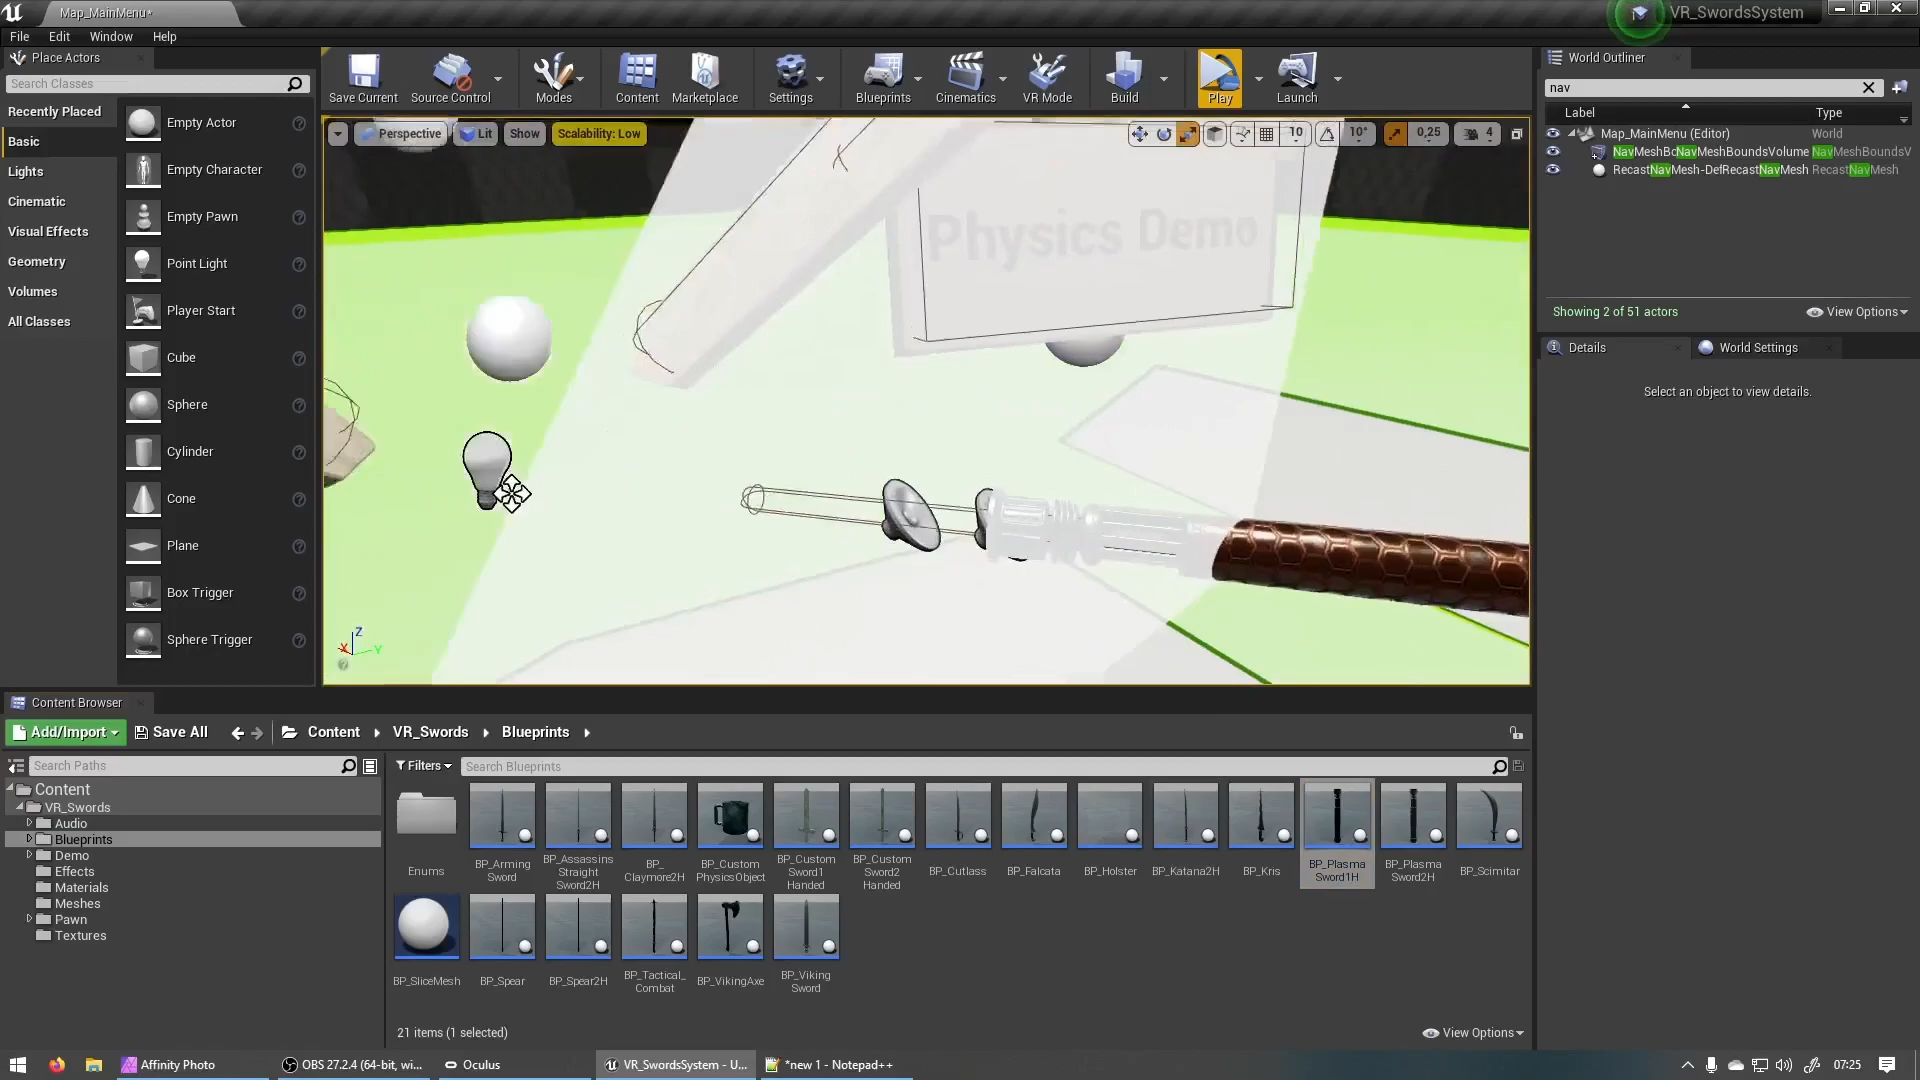 Map_MainMenu*
VR_SwordsSystem
File Edit Window Help
Place Actors
Search Classes
Recently Placed
Basic
Lights
Cinematic
Visual Effects
Geometry
Volumes
All Classes
Empty Actor
Empty Character
Empty Pawn
Point Light
Player Start
Cube
Sphere
Cylinder
Cone
Plane
Box Trigger
Sphere Trigger
Save Current
Source Control
Modes
Content
Marketplace
Settings
Blueprints
Cinematics
VR Mode
Build
Play
Launch
Perspective Lit Show Scalability: Low
10 10° 0,25 4
Physics Demo
Z
X Y
World Outliner
nav
Label Type
Map_MainMenu (Editor) World
NavMeshBoNavMeshBoundsVolume NavMeshBoundsV
RecastNavMesh-DefRecastNavMesh RecastNavMesh
Showing 2 of 51 actors View Options
Details World Settings
Select an object to view details.
Content Browser
Add/Import Save All Content VR_Swords Blueprints
Search Paths
Content
VR_Swords
Audio
Blueprints
Demo
Effects
Materials
Meshes
Pawn
Textures
Filters Search Blueprints
Enums
BP_Arming
Sword
BP_Assassins
Straight
Sword2H
BP_
Claymore2H
BP_Custom
PhysicsObject
BP_Custom
Sword1
Handed
BP_Custom
Sword2
Handed
BP_Cutlass
BP_Falcata
BP_Holster
BP_Katana2H
BP_Kris
BP_Plasma
Sword1H
BP_Plasma
Sword2H
BP_Scimitar
BP_SliceMesh
BP_Spear
BP_Spear2H
BP_Tactical_
Combat
BP_VikingAxe
BP_Viking
Sword
21 items (1 selected) View Options
Affinity Photo OBS 27.2.4 (64-bit, wi... Oculus VR_SwordsSystem - U... *new 1 - Notepad++ 07:25